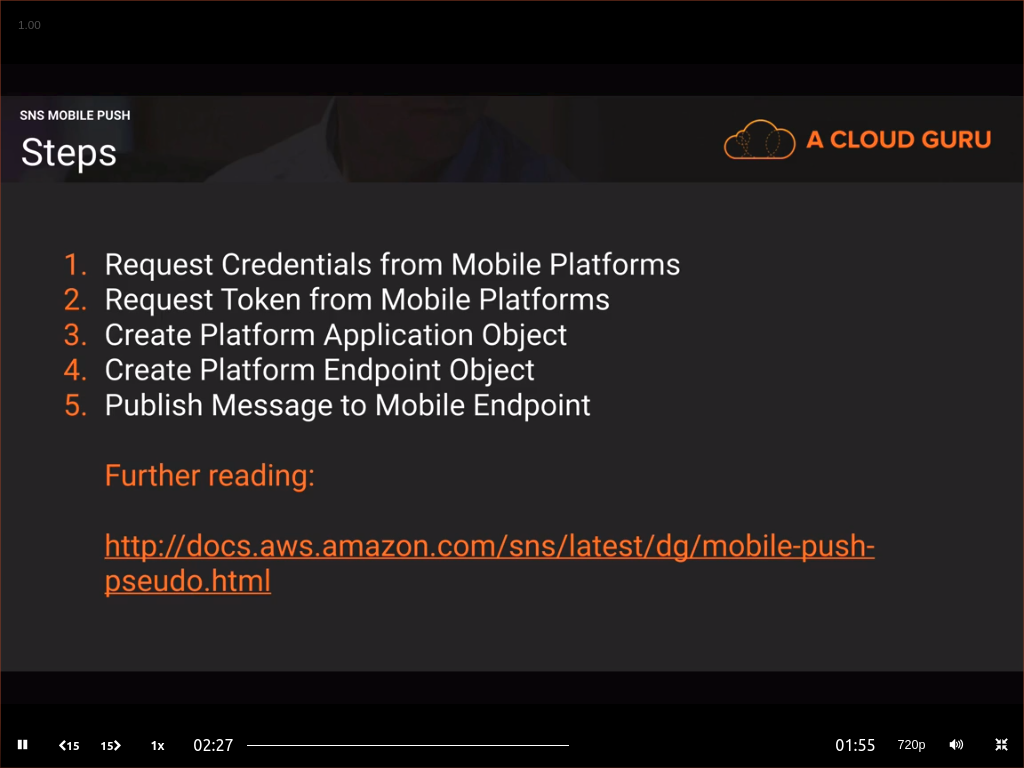 1.00
SNS MOBILE PUSH
Steps
A CLOUD GURU
1. Request Credentials from Mobile Platforms
2. Request Token from Mobile Platforms
3. Create Platform Application Object
4. Create Platform Endpoint Object
5. Publish Message to Mobile Endpoint
Further reading:
http://docs.aws.amazon.com/sns/latest/dg/mobile-push-
pseudo.html
15 15 1x 02:27 01:55 720p